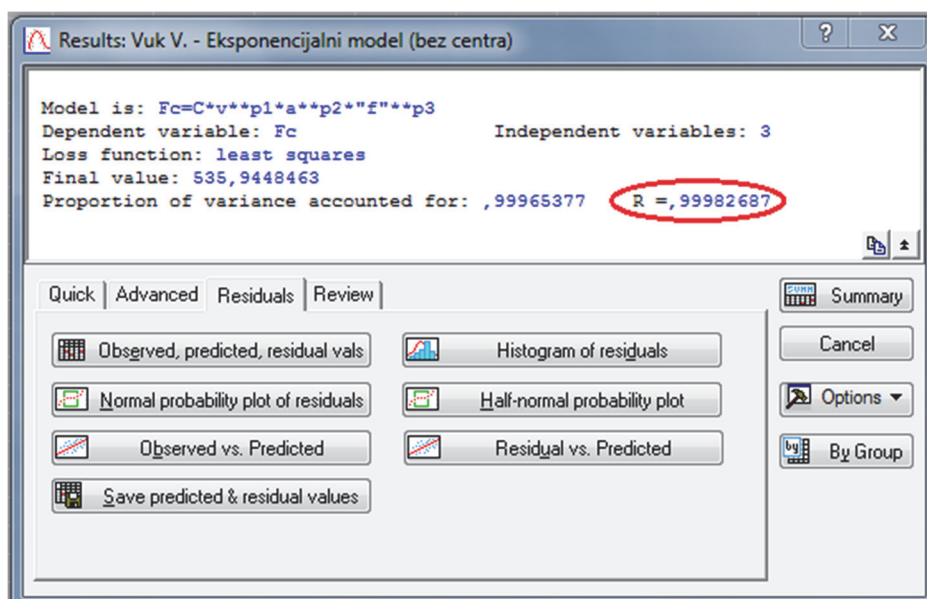 Results: Vuk V. - Eksponencijalni model (bez centra)
Model is: Fc=C*v**p1*a**p2*"f"**p3
Dependent variable: Fc Independent variables: 3
Loss function: least squares
Final value: 535,9448463
Proportion of variance accounted for: ,99965377 R =,99982687
Quick Advanced Residuals Review
Summary
Observed, predicted, residual vals Histogram of residuals
Cancel
Normal probability plot of residuals Half-normal probability plot
Options
Observed vs. Predicted Residual vs. Predicted
By Group
Save predicted & residual values